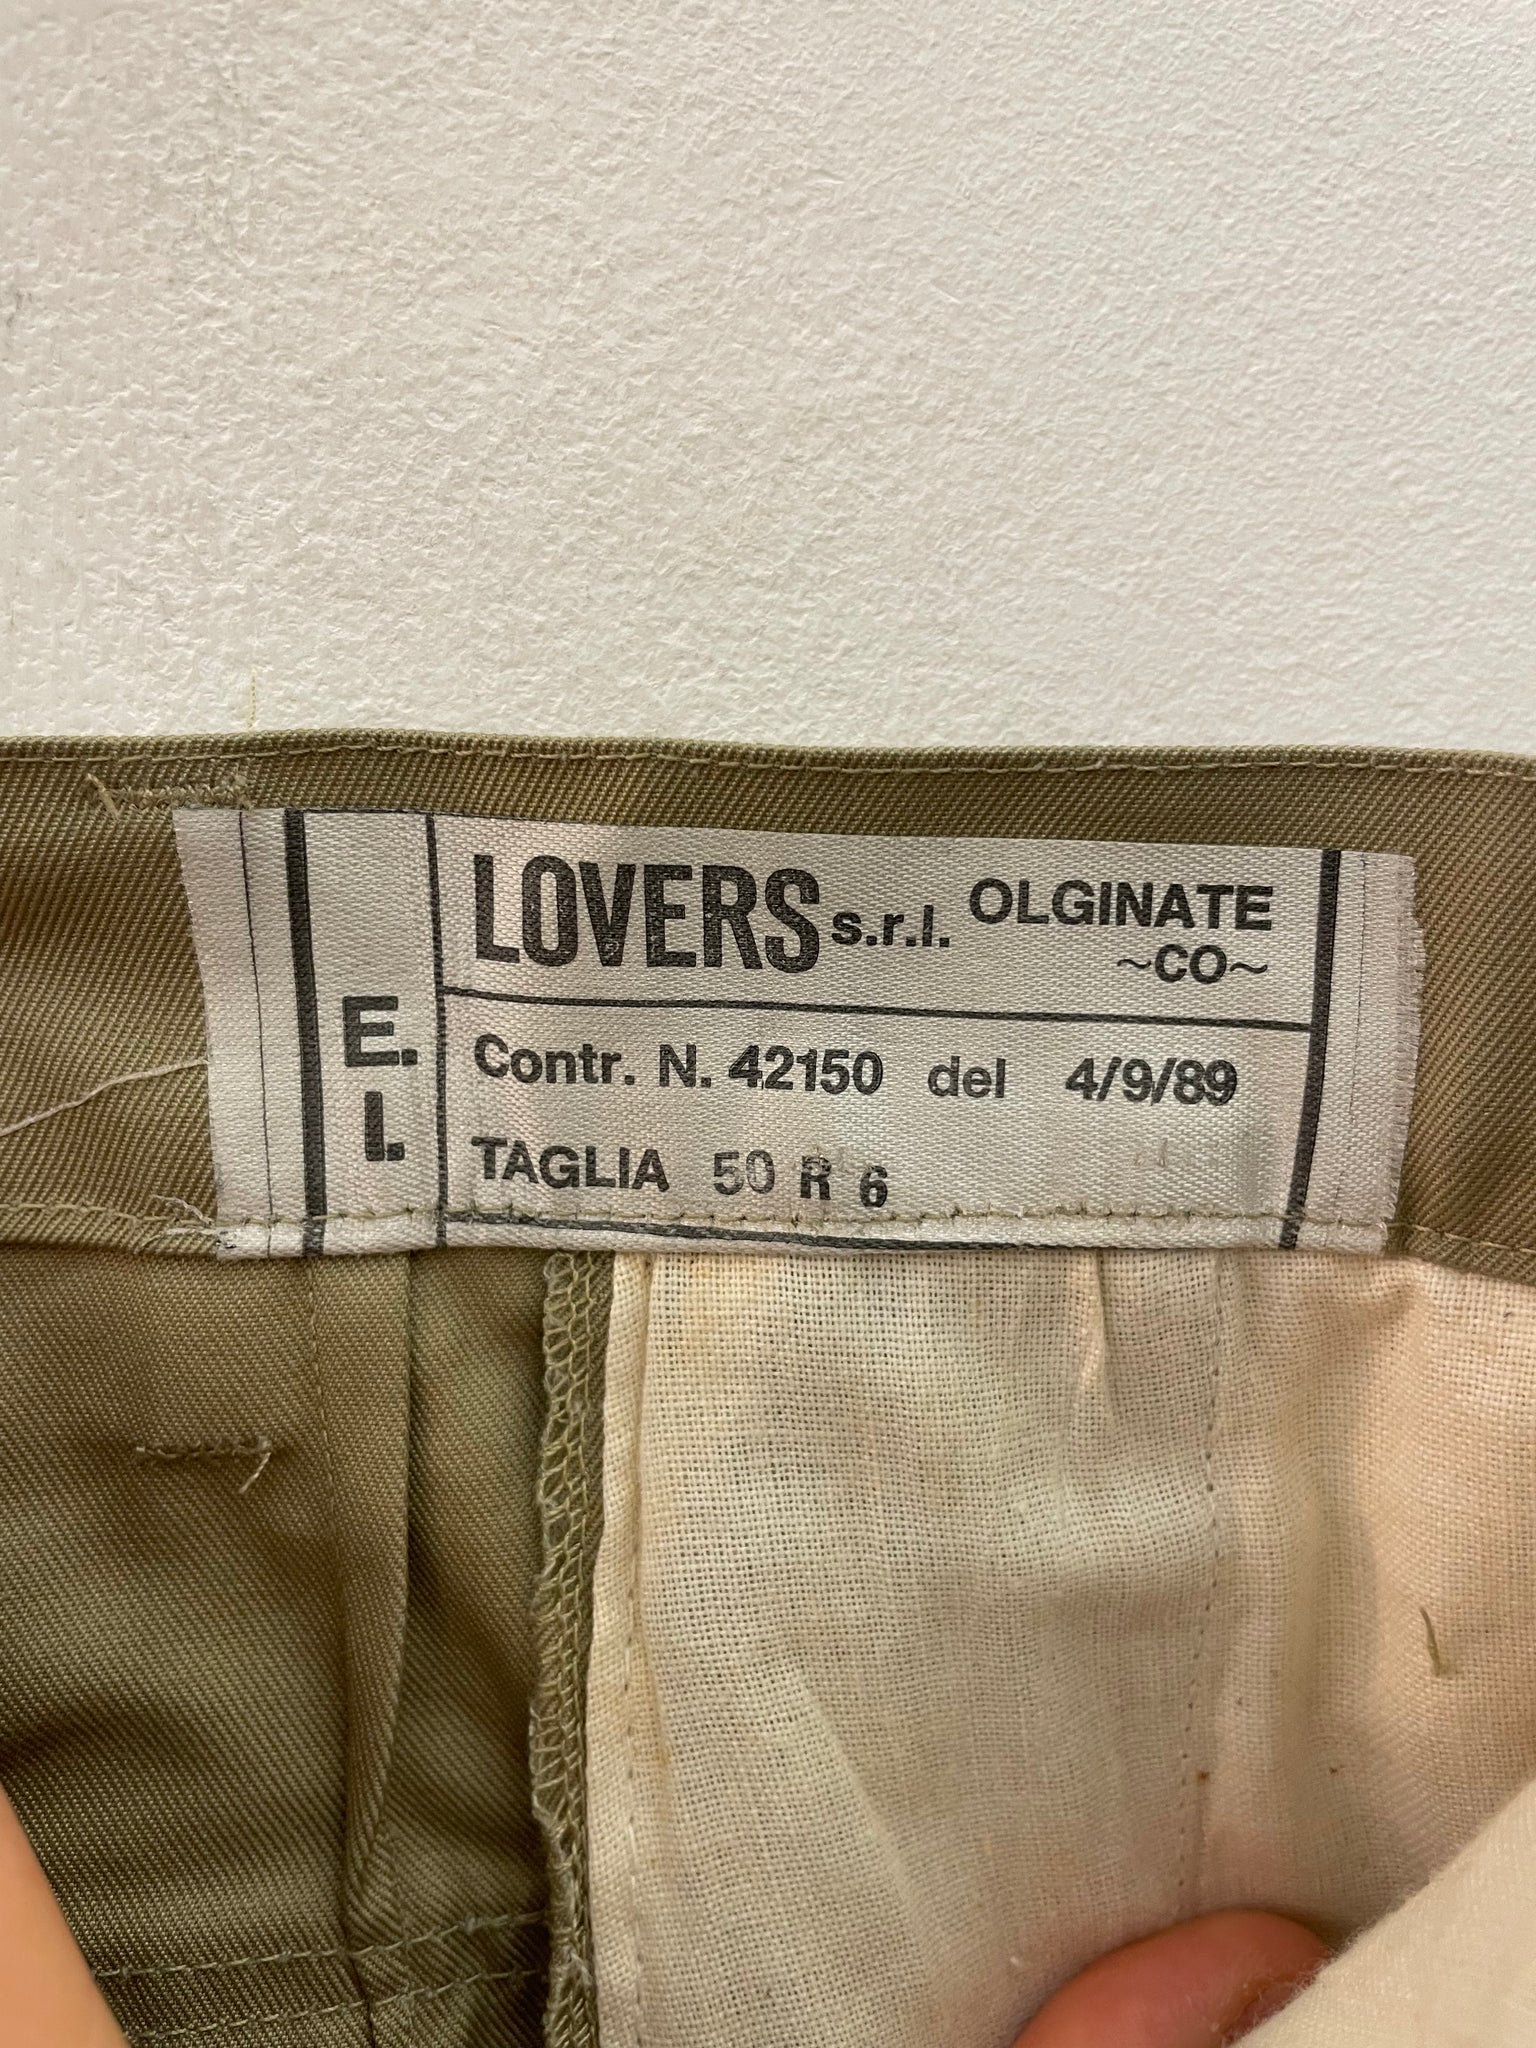 E.I.
LOVERS s.r.l. OLGINATE
~CO~
Contr. N. 42150 del 4/9/89
TAGLIA 50 R 6